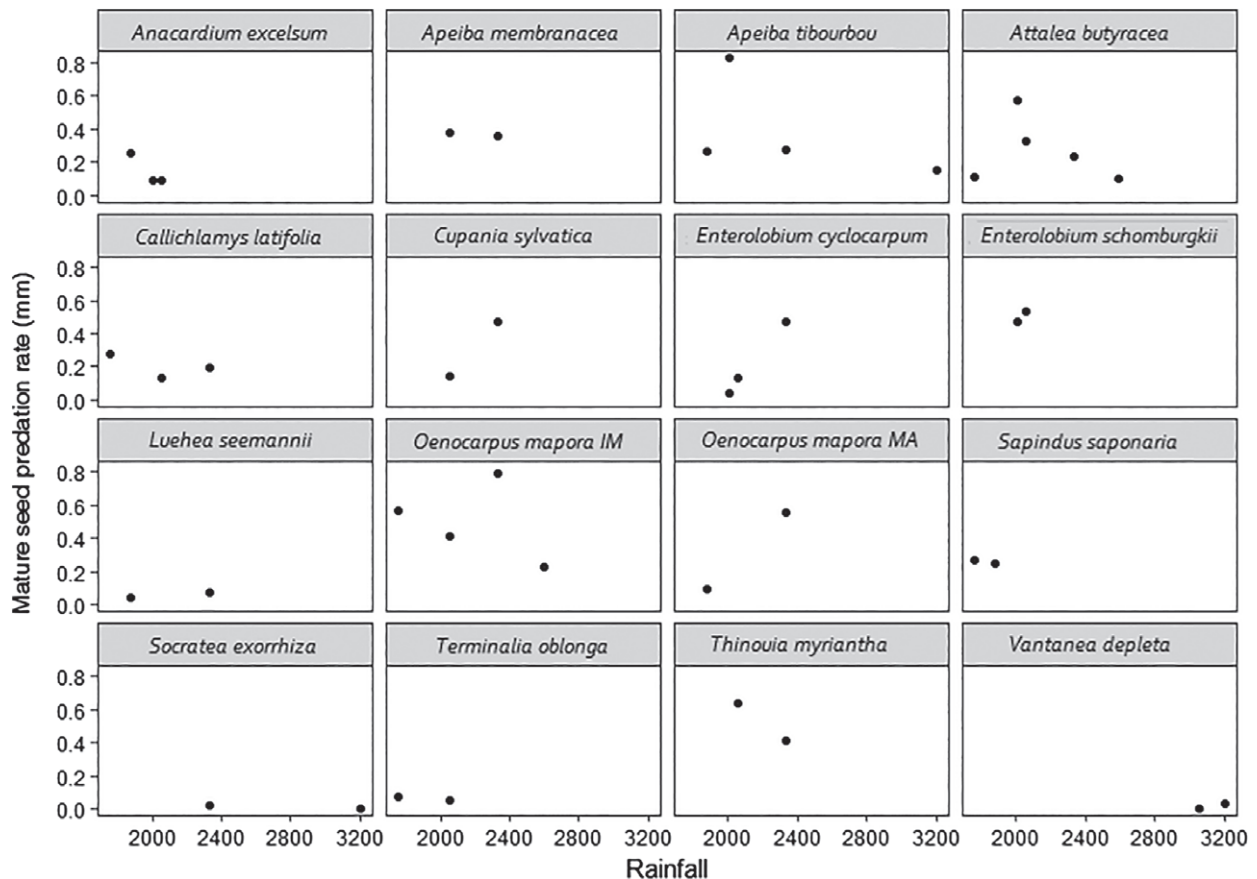 Anacardium excelsum
Apeiba membranacea
Apeiba tibourbou
Attalea butyracea
0.8
0.6
0.4
0.2
0.0
Callichlamys latifolia
Cupania sylvatica
Enterolobium cyclocarpum
Enterolobium schomburgkii
0.8
0.6
0.4
0.2
0.0
Mature seed predation rate (mm)
Luehea seemannii
Oenocarpus mapora IM
Oenocarpus mapora MA
Sapindus saponaria
0.8
0.6
0.4
0.2
0.0
Socratea exorrhiza
Terminalia oblonga
Thinouia myriantha
Vantanea depleta
0.8
0.6
0.4
0.2
0.0
2000 2400 2800 3200
2000 2400 2800 3200
2000 2400 2800 3200
2000 2400 2800 3200
Rainfall